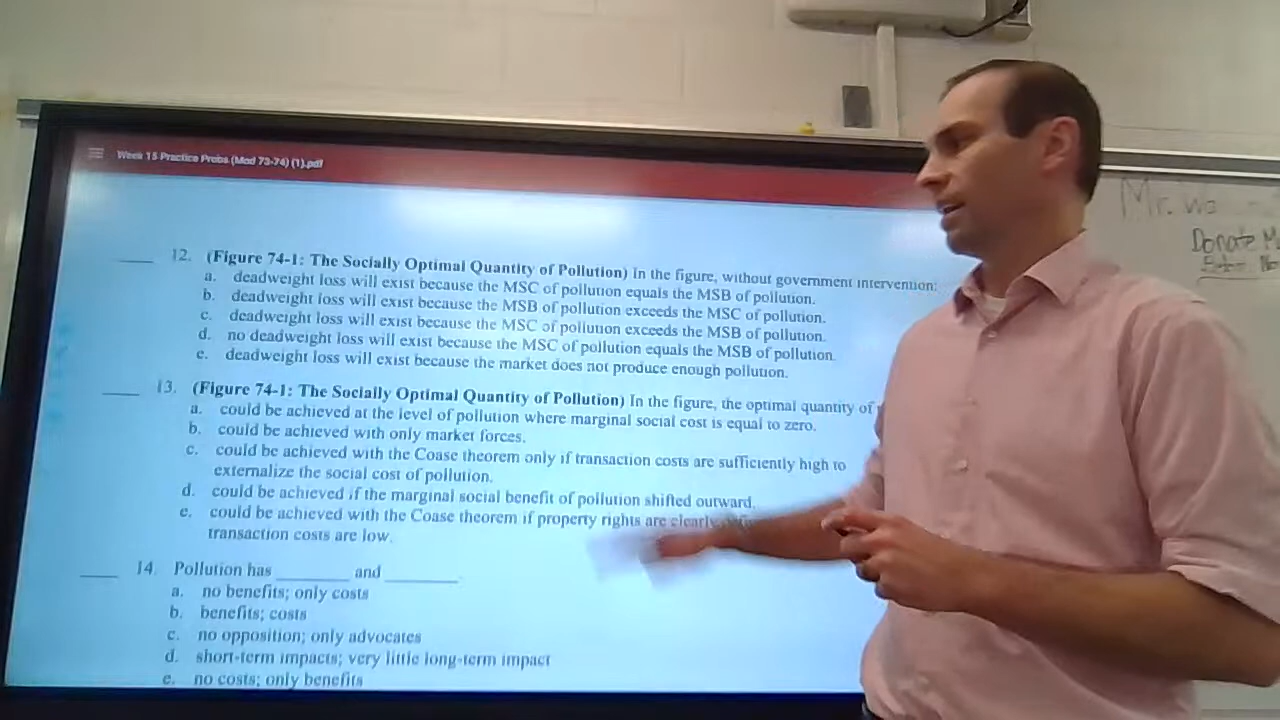 Week 15 Practice Probs (Mod 73-74) (1).pdf
Mr. Wa
Donate M
12. (Figure 74-1: The Socially Optimal Quantity of Pollution) In the figure, without government intervention:
a. deadweight loss will exist because the MSC of pollution equals the MSB of pollution.
b. deadweight loss will exist because the MSB of pollution exceeds the MSC of pollution.
c. deadweight loss will exist because the MSC of pollution exceeds the MSB of pollution.
d. no deadweight loss will exist because the MSC of pollution equals the MSB of pollution.
e. deadweight loss will exist because the market does not produce enough pollution.
13. (Figure 74-1: The Socially Optimal Quantity of Pollution) In the figure, the optimal quantity of
a. could be achieved at the level of pollution where marginal social cost is equal to zero.
b. could be achieved with only market forces.
c. could be achieved with the Coase theorem only if transaction costs are sufficiently high to
externalize the social cost of pollution.
d. could be achieved if the marginal social benefit of pollution shifted outward.
e. could be achieved with the Coase theorem if property rights are clearly
transaction costs are low.
14. Pollution has ________ and ________.
a. no benefits; only costs
b. benefits; costs
c. no opposition; only advocates
d. short-term impacts; very little long-term impact
e. no costs; only benefits